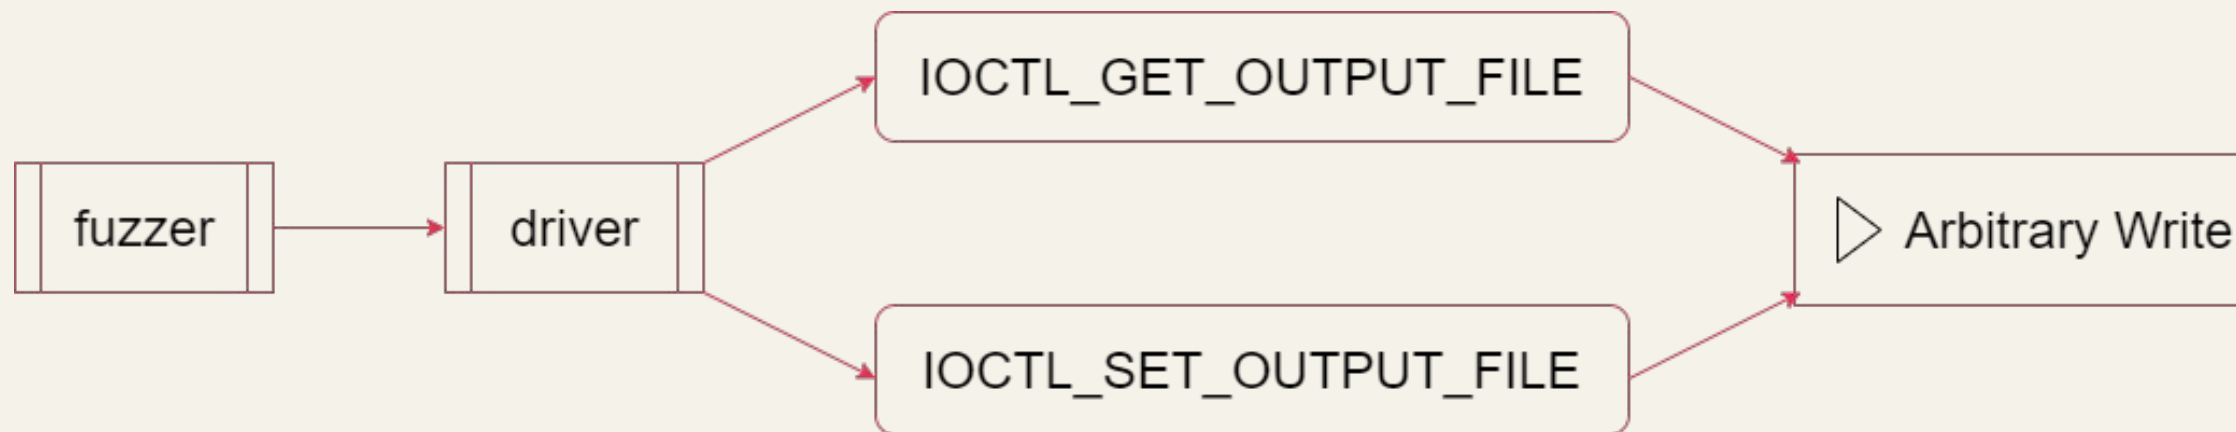 IOCTL_GET_OUTPUT_FILE
fuzzer
driver
Arbitrary Write
IOCTL_SET_OUTPUT_FILE